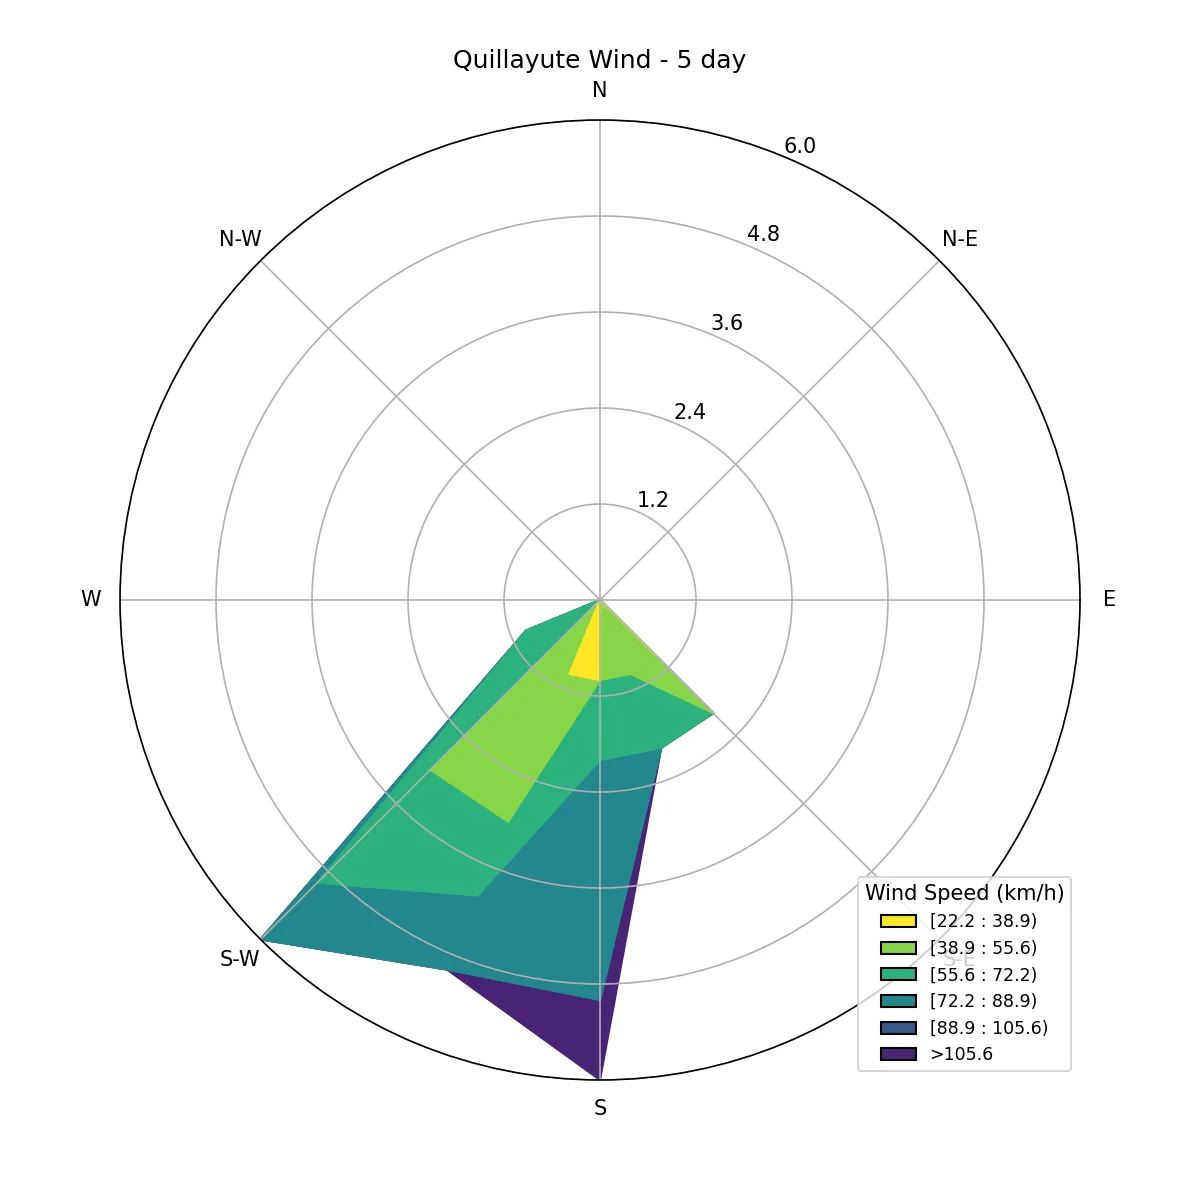 Quillayute Wind - 5 day
N
6.0
N-W
4.8
N-E
3.6
2.4
1.2
W
E
Wind Speed (km/h)
[22.2 : 38.9)
[38.9 : 55.6)
S-W
S-E
[55.6 : 72.2)
[72.2 : 88.9)
[88.9 : 105.6)
>105.6
S